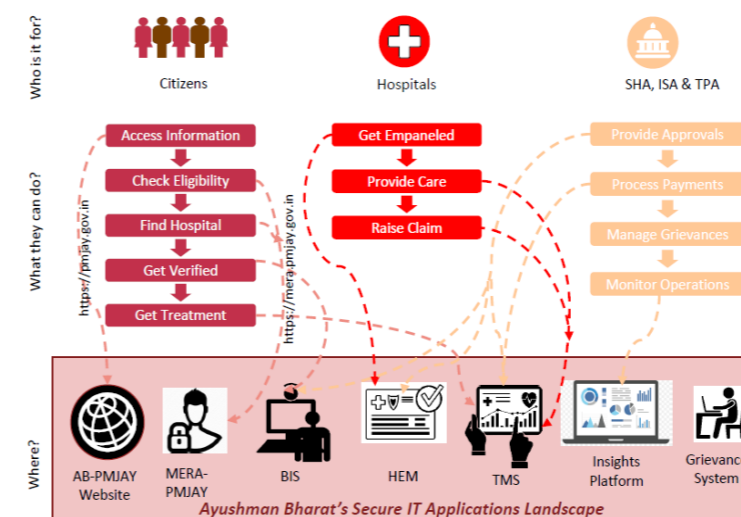 Who is it for?
Citizens
Hospitals
SHA, ISA & TPA
What they can do?
Access Information
Check Eligibility
Find Hospital
Get Verified
Get Treatment
https://pmjay.gov.in
https://mera.pmjay.gov.in
Get Empaneled
Provide Care
Raise Claim
Provide Approvals
Process Payments
Manage Grievances
Monitor Operations
Where?
AB-PMJAY
Website
MERA-
PMJAY
BIS
HEM
TMS
Insights
Platform
Grievance
System
Ayushman Bharat's Secure IT Applications Landscape